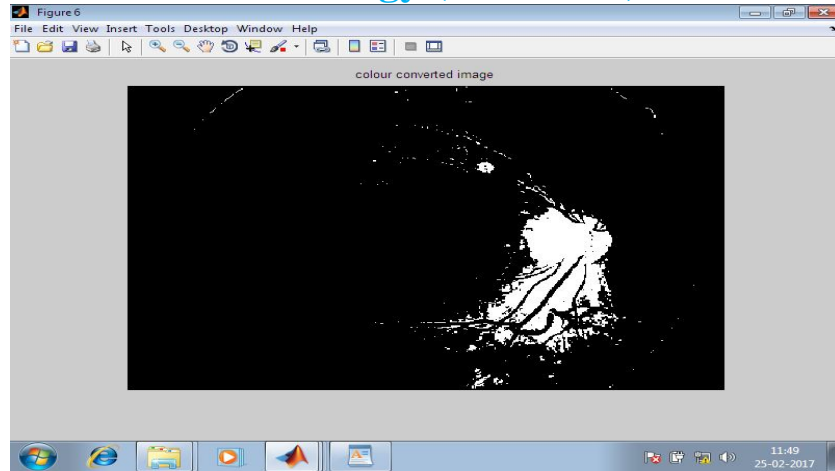 Figure 6
File Edit View Insert Tools Desktop Window Help
colour converted image
11:49
25-02-2017